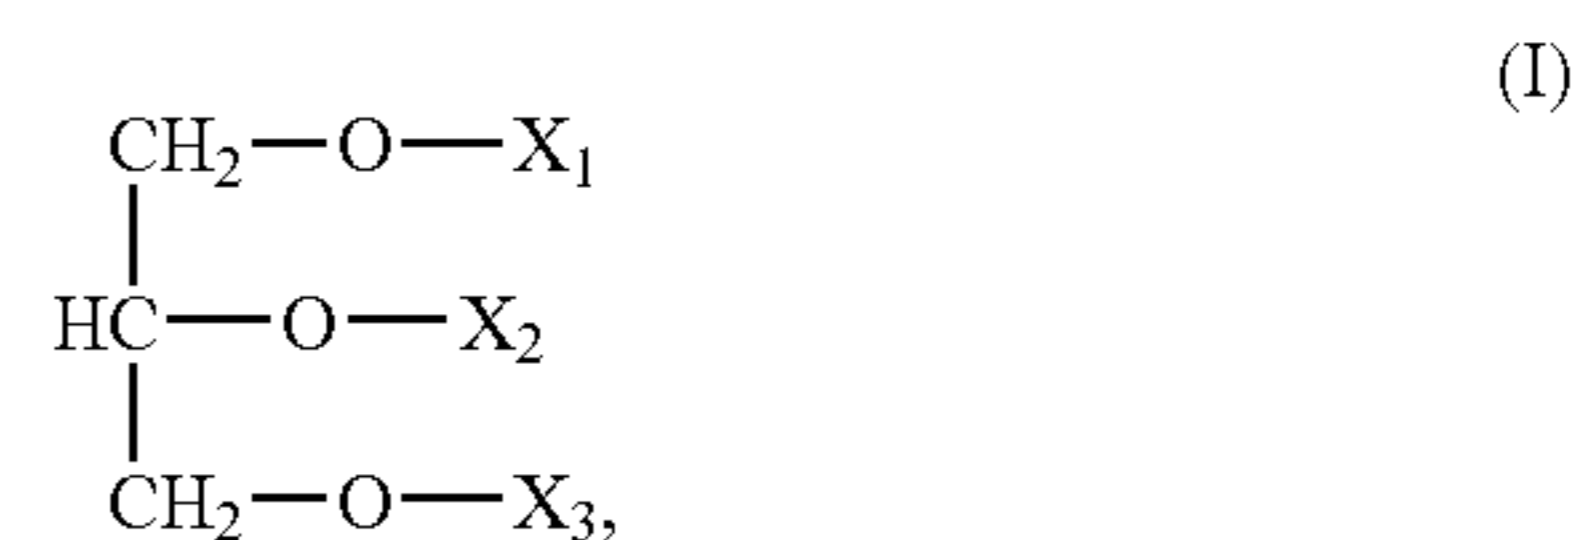 (I)
CH₂—O—X₁
HC—O—X₂
CH₂—O—X₃,